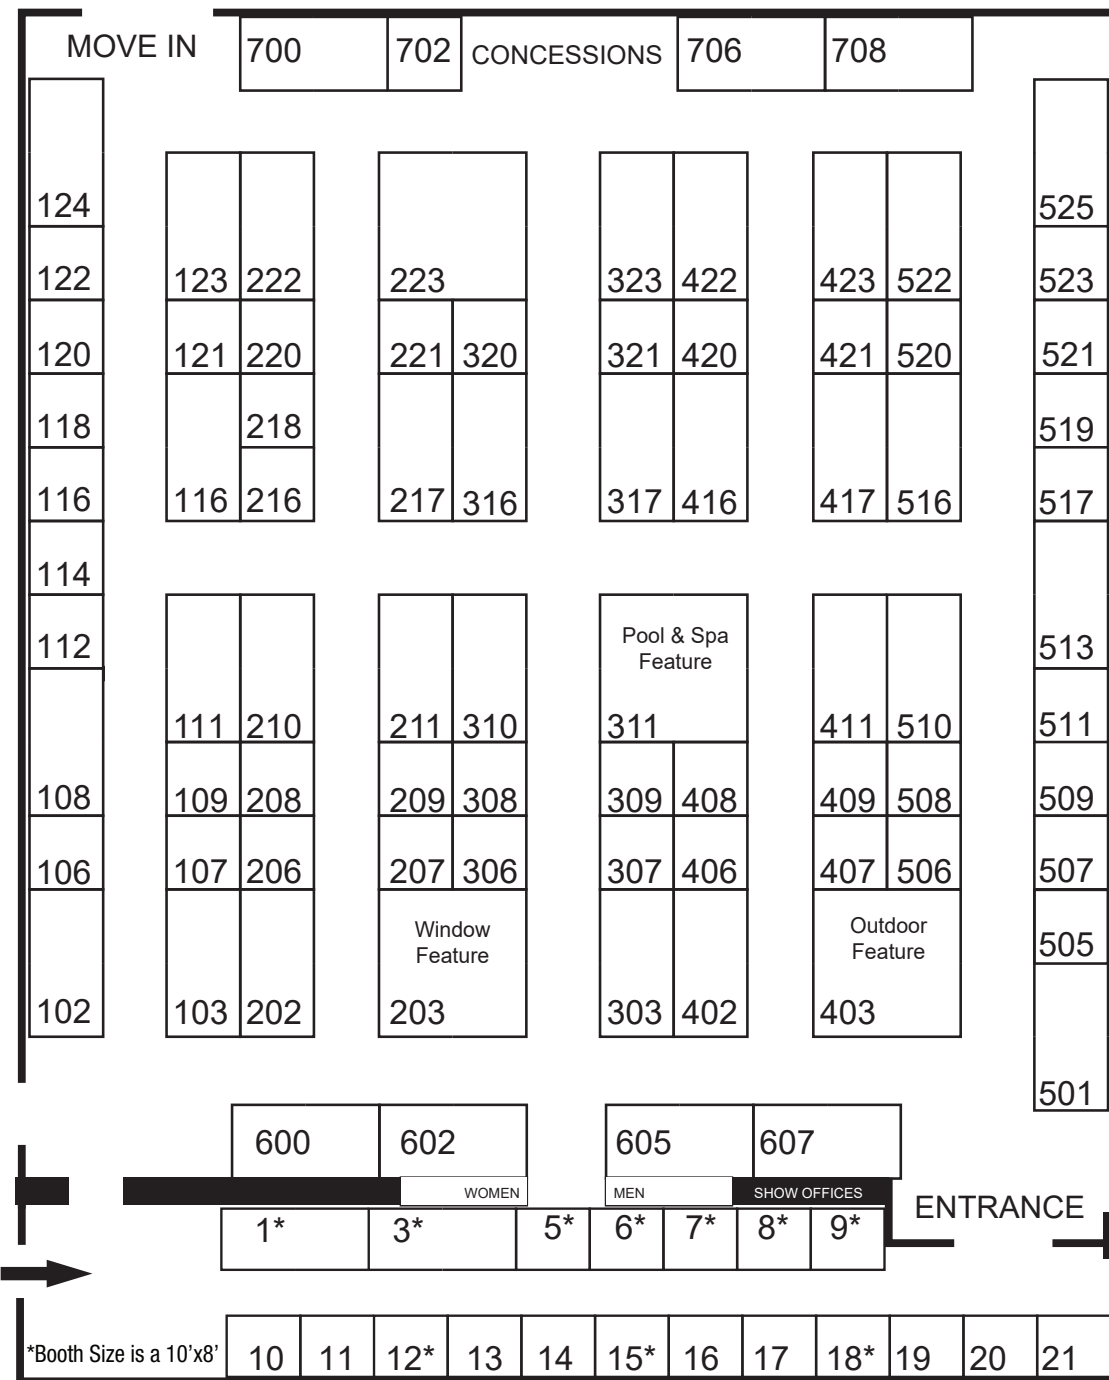 MOVE IN 700 702 CONCESSIONS 706 708
124 525
122 123 222 223 323 422 423 522 523
120 121 220 221 320 321 420 421 520 521
118 218 519
116 116 216 217 316 317 416 417 516 517
114
112 Pool & Spa 513
Feature
111 210 211 310 311 411 510 511
108 109 208 209 308 309 408 409 508 509
106 107 206 207 306 307 406 407 506 507
Window Outdoor 505
Feature Feature
102 103 202 203 303 402 403
501
600 602 605 607
WOMEN MEN SHOW OFFICES
ENTRANCE
1* 3* 5* 6* 7* 8* 9*
*Booth Size is a 10'x8' 10 11 12* 13 14 15* 16 17 18* 19 20 21